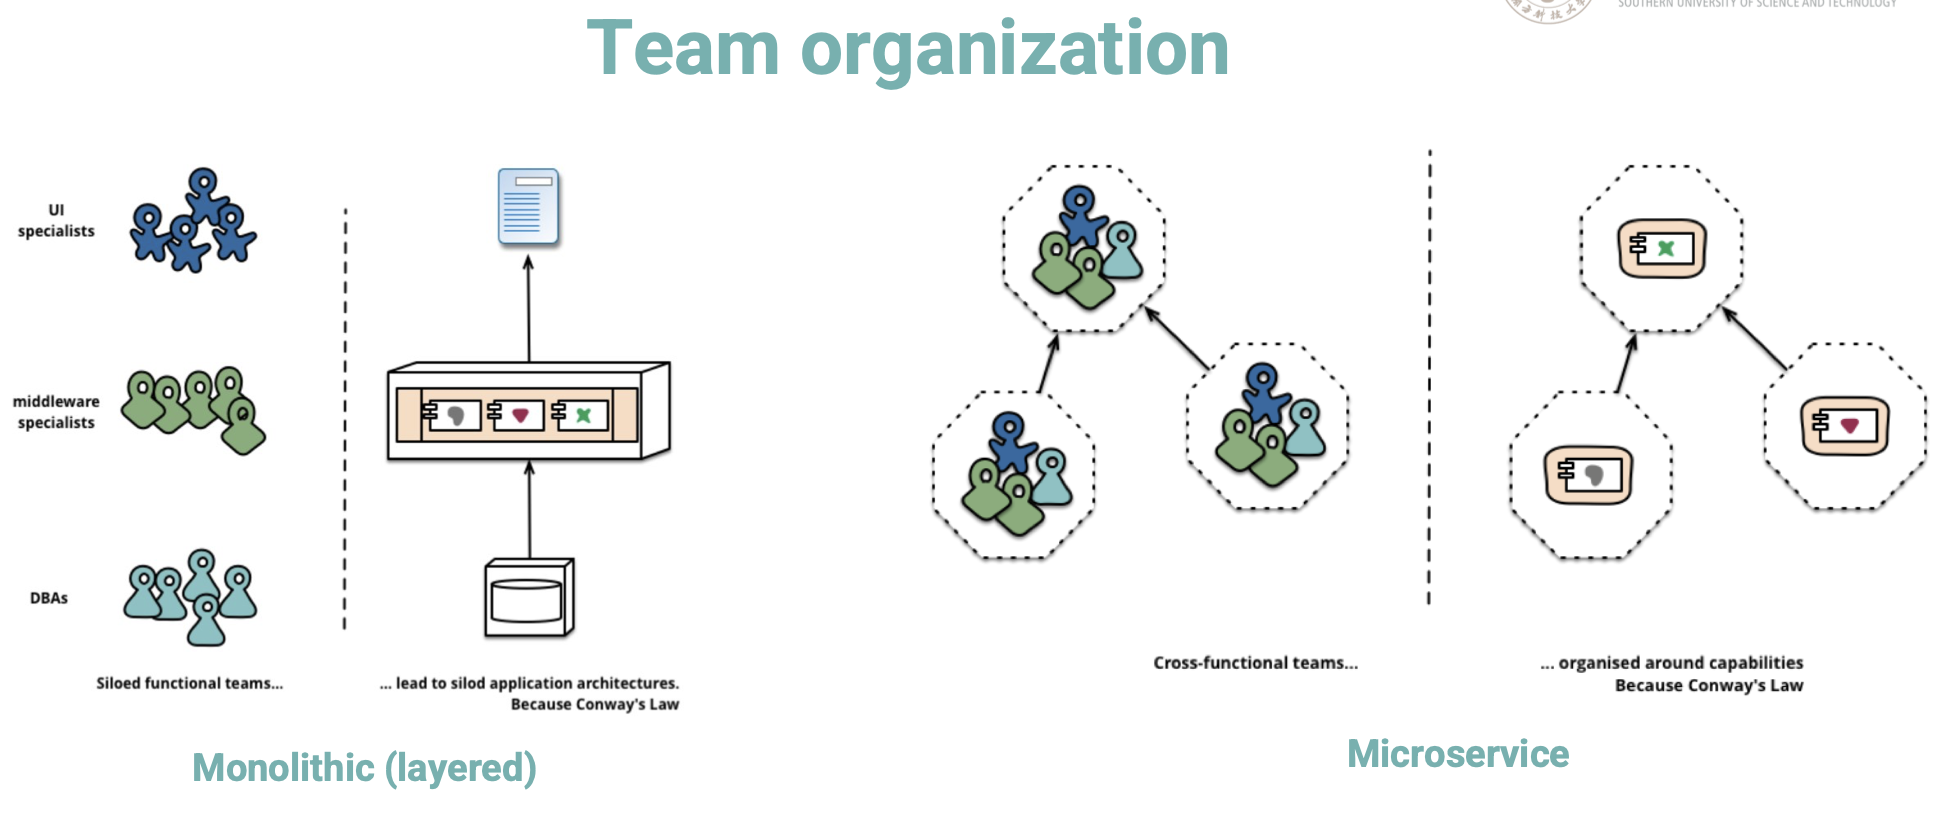 SOUTHERN UNIVERSITY OF SCIENCE AND TECHNOLOGY
Team organization
UI
specialists
middleware
specialists
DBAs
Siloed functional teams...
... lead to silod application architectures.
Because Conway's Law
Monolithic (layered)
Cross-functional teams...
... organised around capabilities
Because Conway's Law
Microservice